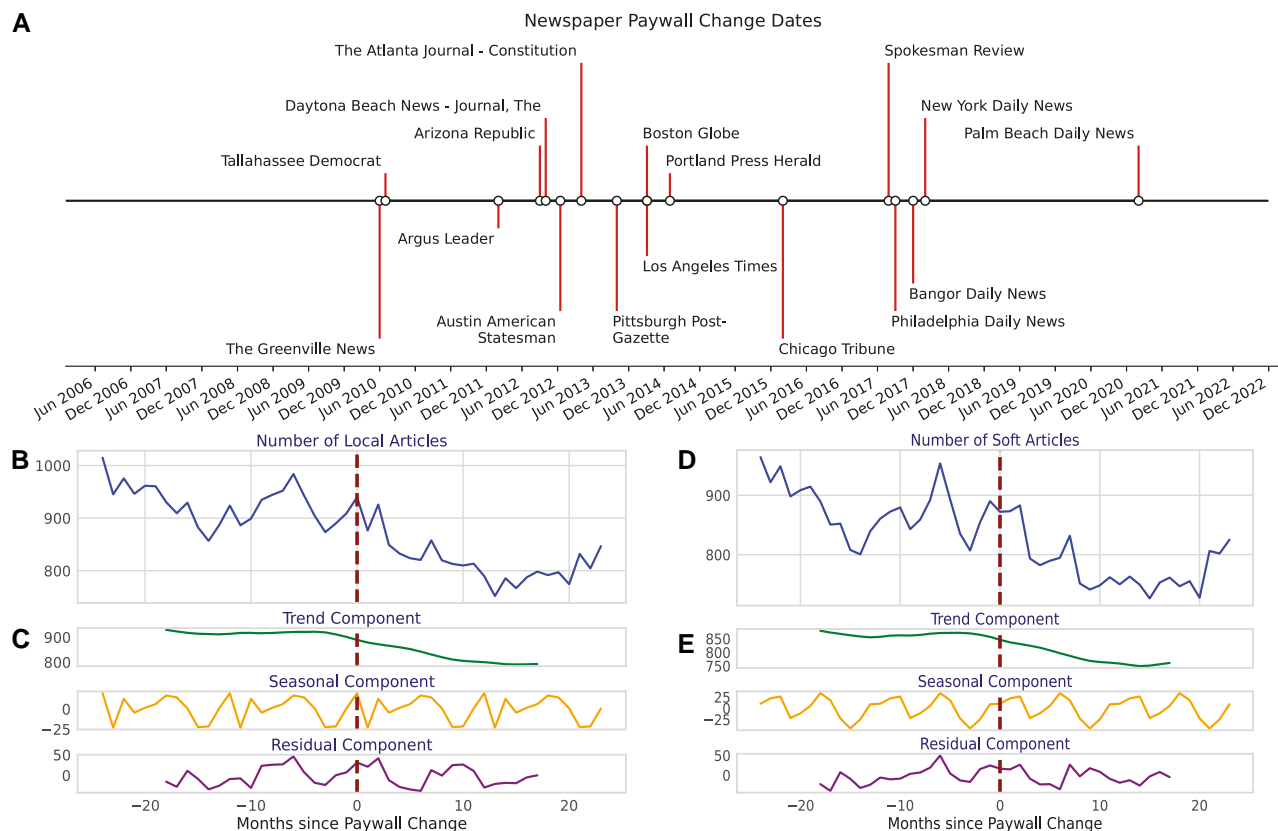 A
Newspaper Paywall Change Dates
The Atlanta Journal - Constitution
Spokesman Review
Daytona Beach News - Journal, The
New York Daily News
Arizona Republic
Boston Globe
Palm Beach Daily News
Tallahassee Democrat
Portland Press Herald
Argus Leader
Los Angeles Times
Bangor Daily News
Austin American
Statesman
Pittsburgh Post-
Gazette
Philadelphia Daily News
The Greenville News
Chicago Tribune
Jun 2006
Dec 2006
Jun 2007
Dec 2007
Jun 2008
Dec 2008
Jun 2009
Dec 2009
Jun 2010
Dec 2010
Jun 2011
Dec 2011
Jun 2012
Dec 2012
Jun 2013
Dec 2013
Jun 2014
Dec 2014
Jun 2015
Dec 2015
Jun 2016
Dec 2016
Jun 2017
Dec 2017
Jun 2018
Dec 2018
Jun 2019
Dec 2019
Jun 2020
Dec 2020
Jun 2021
Dec 2021
Jun 2022
Dec 2022
B
Number of Local Articles
1000
900
800
C
Trend Component
900
800
Seasonal Component
0
−25
Residual Component
50
0
−20
−10
0
10
20
Months since Paywall Change
D
Number of Soft Articles
900
800
E
Trend Component
850
800
750
Seasonal Component
25
0
−25
Residual Component
50
0
−20
−10
0
10
20
Months since Paywall Change